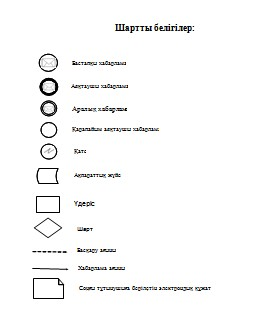 Шартты белгілер:
Бастапқы хабарлама
Аяқтаушы хабарлама
Аралық хабарлама
Қарапайым аяқтаушы хабарлама
Қате
Ақпараттық жүйе
Үдеріс
Шарт
Басқару ағыны
Хабарлама ағыны
Соңғы тұтынушыға берілетін электрондық құжат